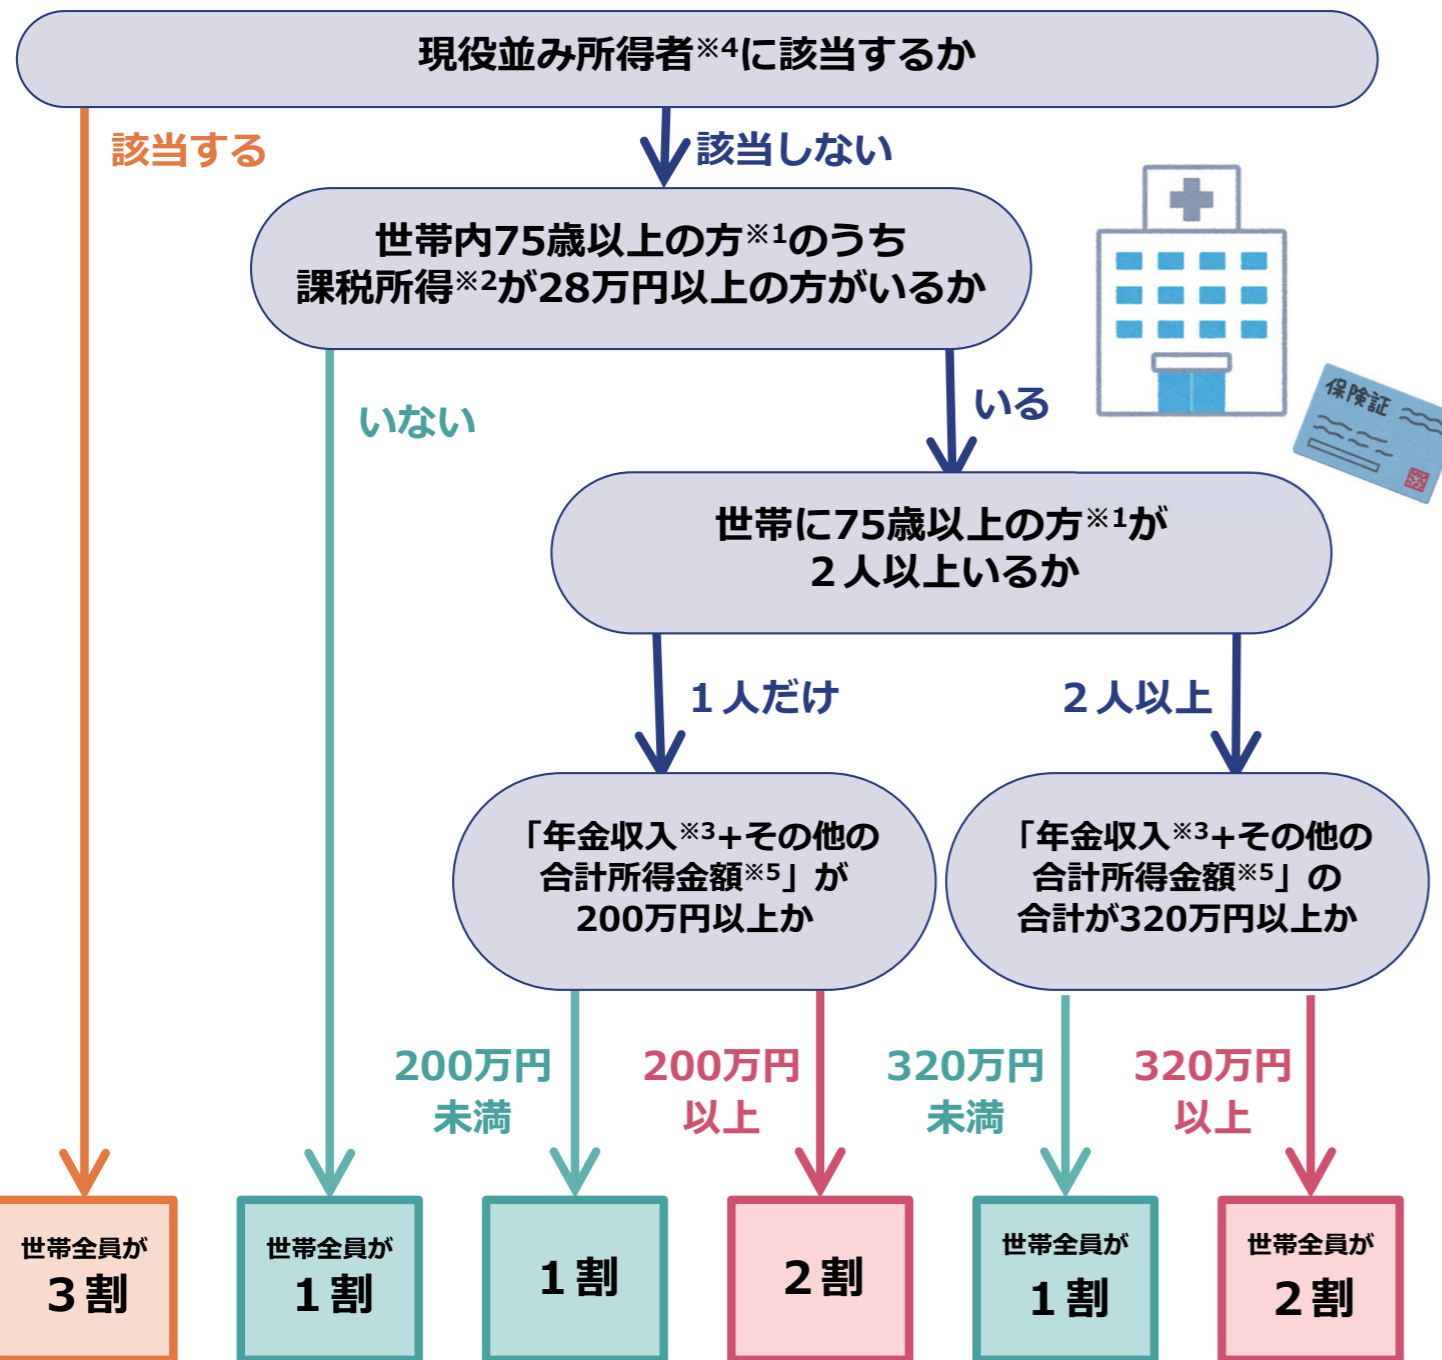 現役並み所得者※4に該当するか
該当する
該当しない
世帯内75歳以上の方※1のうち
課税所得※2が28万円以上の方がいるか
保険証
いない
いる
世帯に75歳以上の方※1が
２人以上いるか
１人だけ
２人以上
「年金収入※3+その他の
合計所得金額※5」が
200万円以上か
「年金収入※3+その他の
合計所得金額※5」の
合計が320万円以上か
200万円
未満
200万円
以上
320万円
未満
320万円
以上
世帯全員が
３割
世帯全員が
１割
１割
２割
世帯全員が
１割
世帯全員が
２割